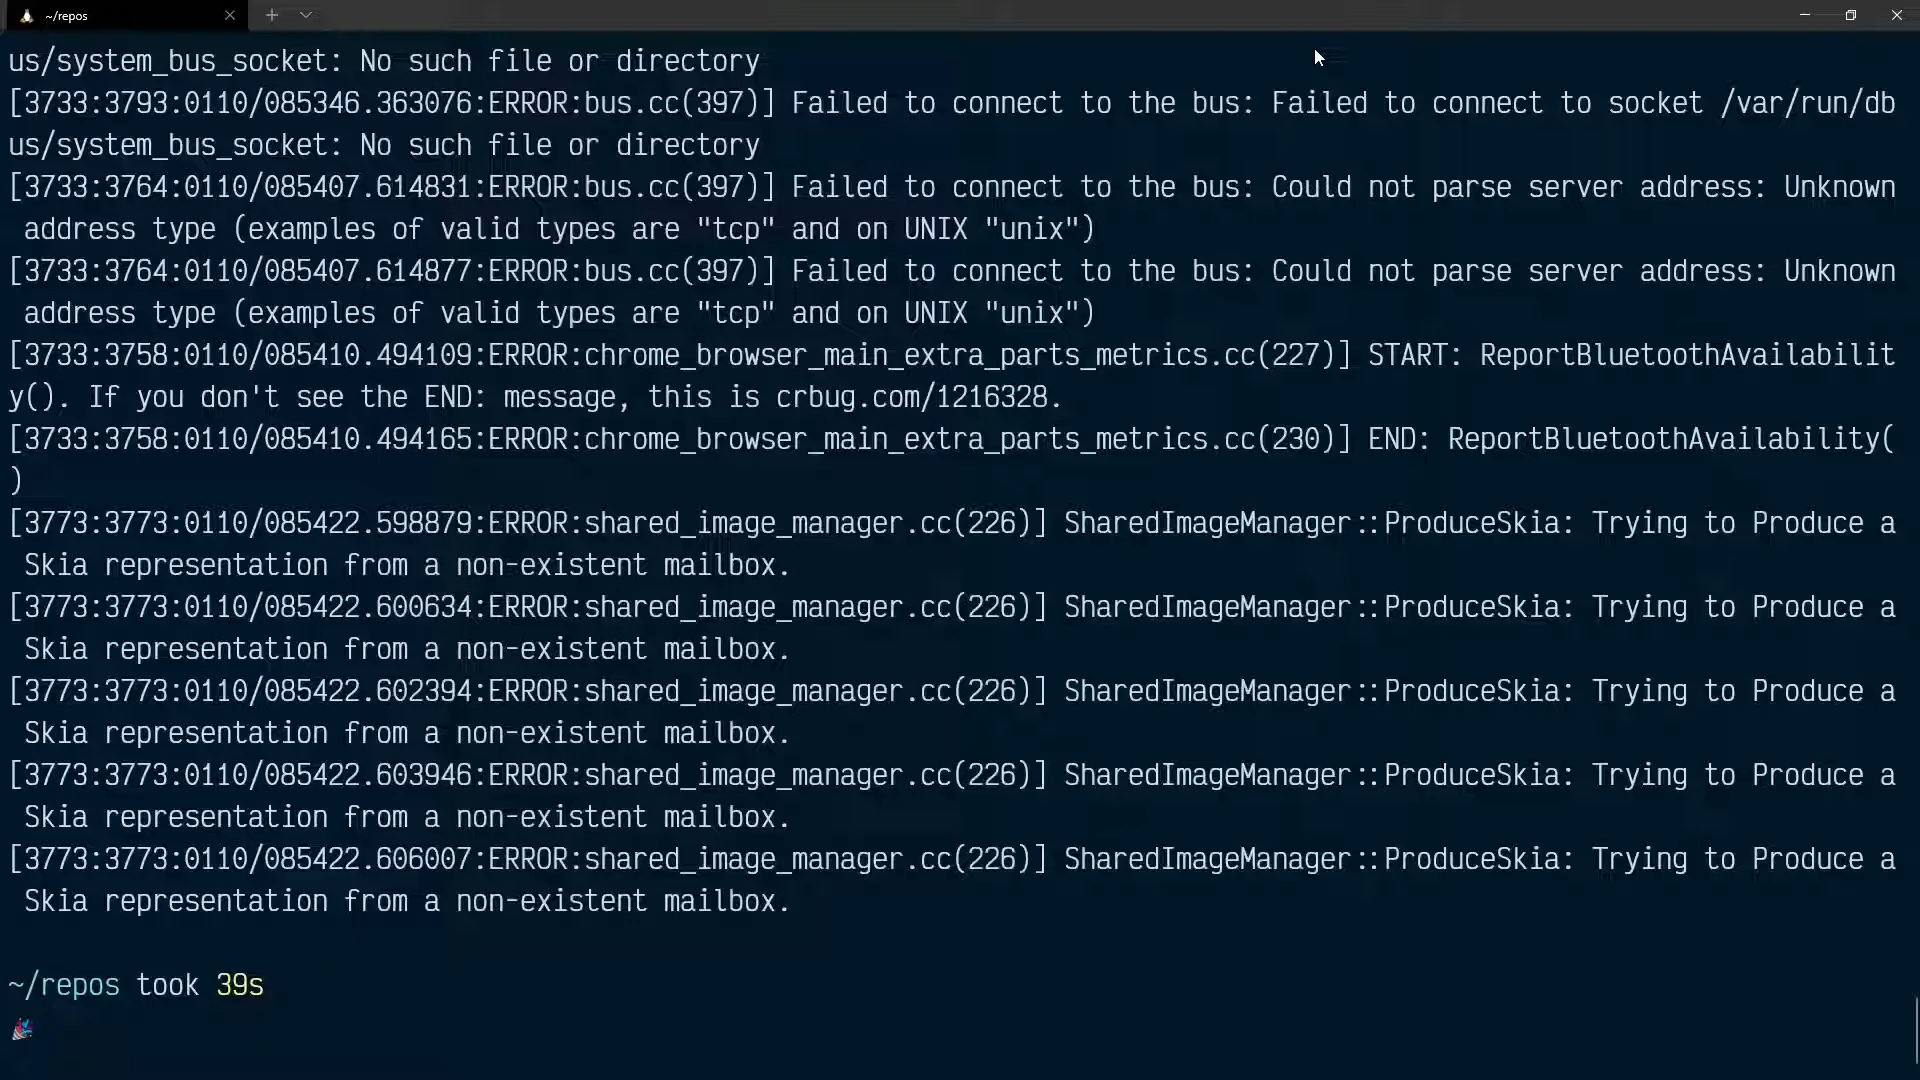 ~/repos
us/system_bus_socket: No such file or directory
[3733:3793:0110/085346.363076:ERROR:bus.cc(397)] Failed to connect to the bus: Failed to connect to socket /var/run/db
us/system_bus_socket: No such file or directory
[3733:3764:0110/085407.614831:ERROR:bus.cc(397)] Failed to connect to the bus: Could not parse server address: Unknown
address type (examples of valid types are "tcp" and on UNIX "unix")
[3733:3764:0110/085407.614877:ERROR:bus.cc(397)] Failed to connect to the bus: Could not parse server address: Unknown
address type (examples of valid types are "tcp" and on UNIX "unix")
[3733:3758:0110/085410.494109:ERROR:chrome_browser_main_extra_parts_metrics.cc(227)] START: ReportBluetoothAvailabilit
y(). If you don't see the END: message, this is crbug.com/1216328.
[3733:3758:0110/085410.494165:ERROR:chrome_browser_main_extra_parts_metrics.cc(230)] END: ReportBluetoothAvailability(
)
[3773:3773:0110/085422.598879:ERROR:shared_image_manager.cc(226)] SharedImageManager::ProduceSkia: Trying to Produce a
Skia representation from a non-existent mailbox.
[3773:3773:0110/085422.600634:ERROR:shared_image_manager.cc(226)] SharedImageManager::ProduceSkia: Trying to Produce a
Skia representation from a non-existent mailbox.
[3773:3773:0110/085422.602394:ERROR:shared_image_manager.cc(226)] SharedImageManager::ProduceSkia: Trying to Produce a
Skia representation from a non-existent mailbox.
[3773:3773:0110/085422.603946:ERROR:shared_image_manager.cc(226)] SharedImageManager::ProduceSkia: Trying to Produce a
Skia representation from a non-existent mailbox.
[3773:3773:0110/085422.606007:ERROR:shared_image_manager.cc(226)] SharedImageManager::ProduceSkia: Trying to Produce a
Skia representation from a non-existent mailbox.
~/repos took 39s